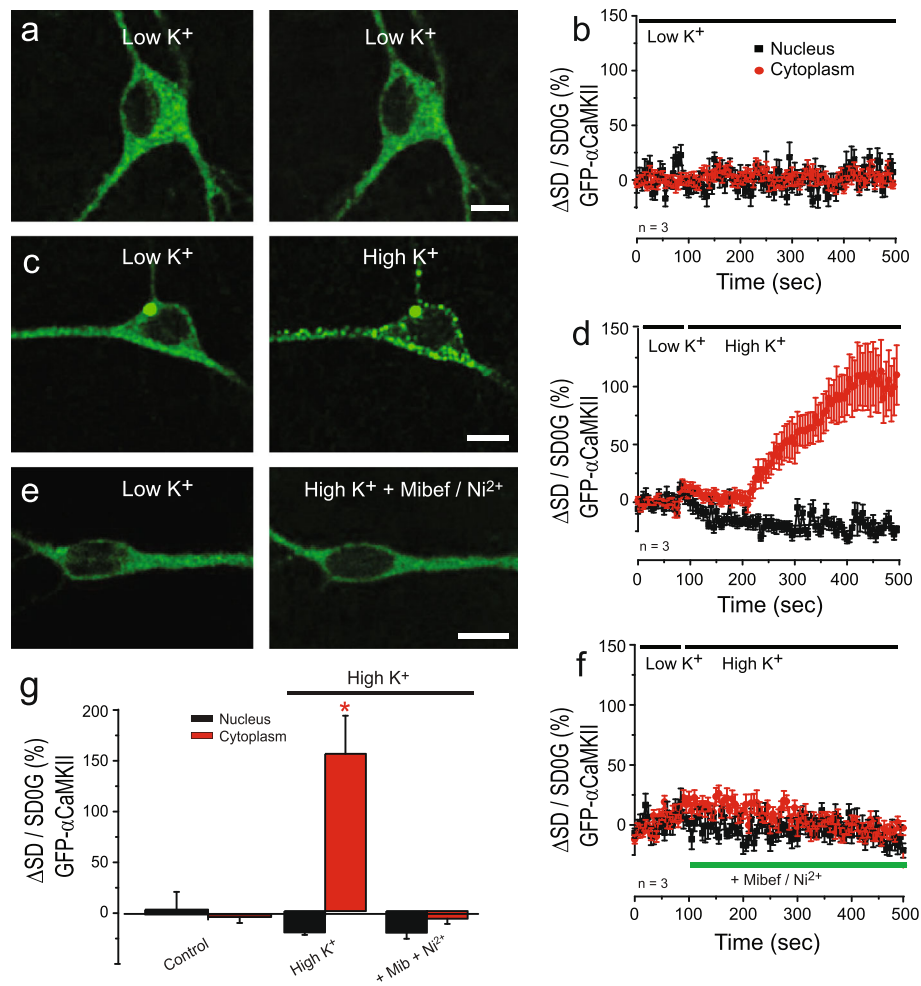 a
Low K+
Low K+
b
150
100
50
0
Low K+
Nucleus
Cytoplasm
n = 3
0 100 200 300 400 500
Time (sec)
ΔSD / SD0G (%)
GFP-αCaMKII
c
Low K+
High K+
d
150
100
50
0
Low K+ High K+
n = 3
0 100 200 300 400 500
Time (sec)
ΔSD / SD0G (%)
GFP-αCaMKII
e
Low K+
High K+ + Mibef / Ni2+
f
150
100
50
0
Low K+ High K+
n = 3
+ Mibef / Ni2+
0 100 200 300 400 500
Time (sec)
ΔSD / SD0G (%)
GFP-αCaMKII
g
High K+
200
150
100
50
0
Nucleus
Cytoplasm
*
Control
High K+
+ Mib + Ni2+
ΔSD / SD0G (%)
GFP-αCaMKII